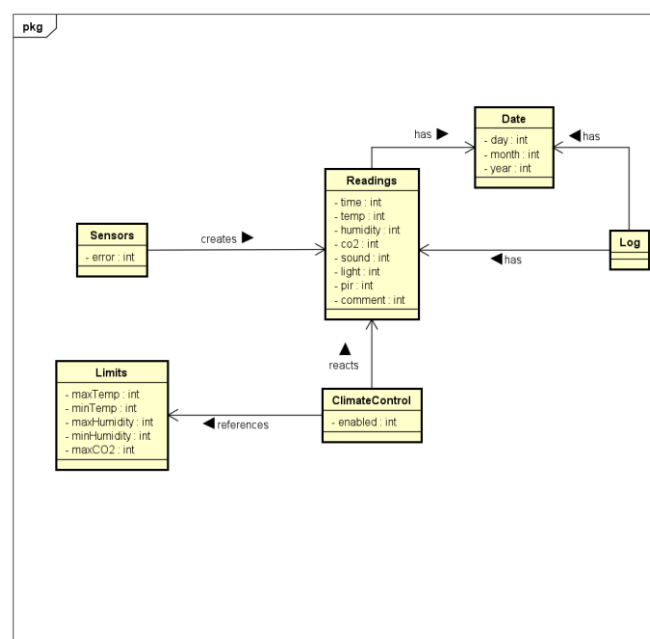 pkg
Date
- day : int
- month : int
- year : int
has ▶
◀ has
Readings
- time : int
- temp : int
- humidity : int
- co2 : int
- sound : int
- light : int
- pir : int
- comment : int
Sensors
- error : int
creates ▶
Log
◀ has
▲
reacts
Limits
- maxTemp : int
- minTemp : int
- maxHumidity : int
- minHumidity : int
- maxCO2 : int
ClimateControl
- enabled : int
◀ references